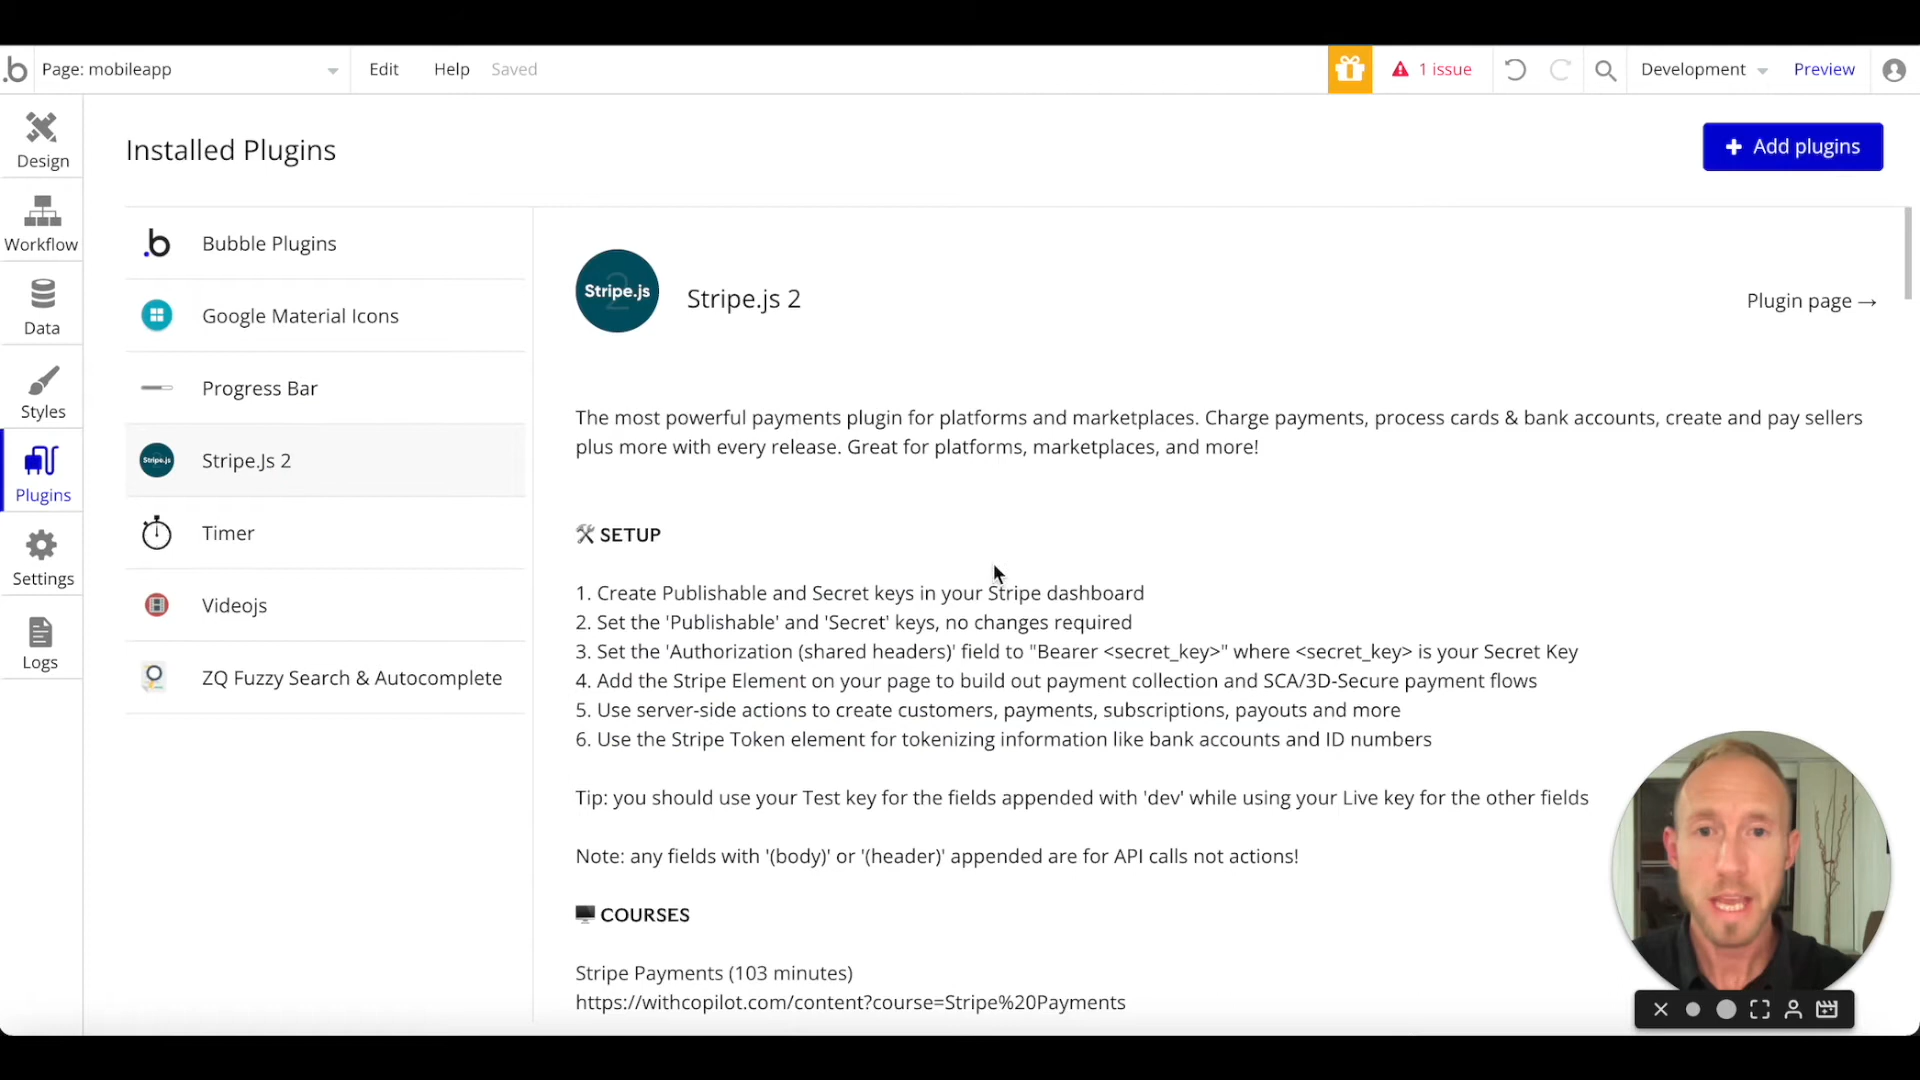 Page: mobileapp
Edit
Help
Saved
1 issue
Development
Preview
Design
Workflow
Data
Styles
Plugins
Settings
Logs
Installed Plugins
+ Add plugins
Bubble Plugins
Google Material Icons
Progress Bar
Stripe.js
Stripe.Js 2
Timer
Videojs
ZQ Fuzzy Search & Autocomplete
Stripe.js
Stripe.js 2
Plugin page →
The most powerful payments plugin for platforms and marketplaces. Charge payments, process cards & bank accounts, create and pay sellers
plus more with every release. Great for platforms, marketplaces, and more!
🛠 SETUP
1. Create Publishable and Secret keys in your Stripe dashboard
2. Set the 'Publishable' and 'Secret' keys, no changes required
3. Set the 'Authorization (shared headers)' field to "Bearer <secret_key>" where <secret_key> is your Secret Key
4. Add the Stripe Element on your page to build out payment collection and SCA/3D-Secure payment flows
5. Use server-side actions to create customers, payments, subscriptions, payouts and more
6. Use the Stripe Token element for tokenizing information like bank accounts and ID numbers
Tip: you should use your Test key for the fields appended with 'dev' while using your Live key for the other fields
Note: any fields with '(body)' or '(header)' appended are for API calls not actions!
🖥 COURSES
Stripe Payments (103 minutes)
https://withcopilot.com/content?course=Stripe%20Payments